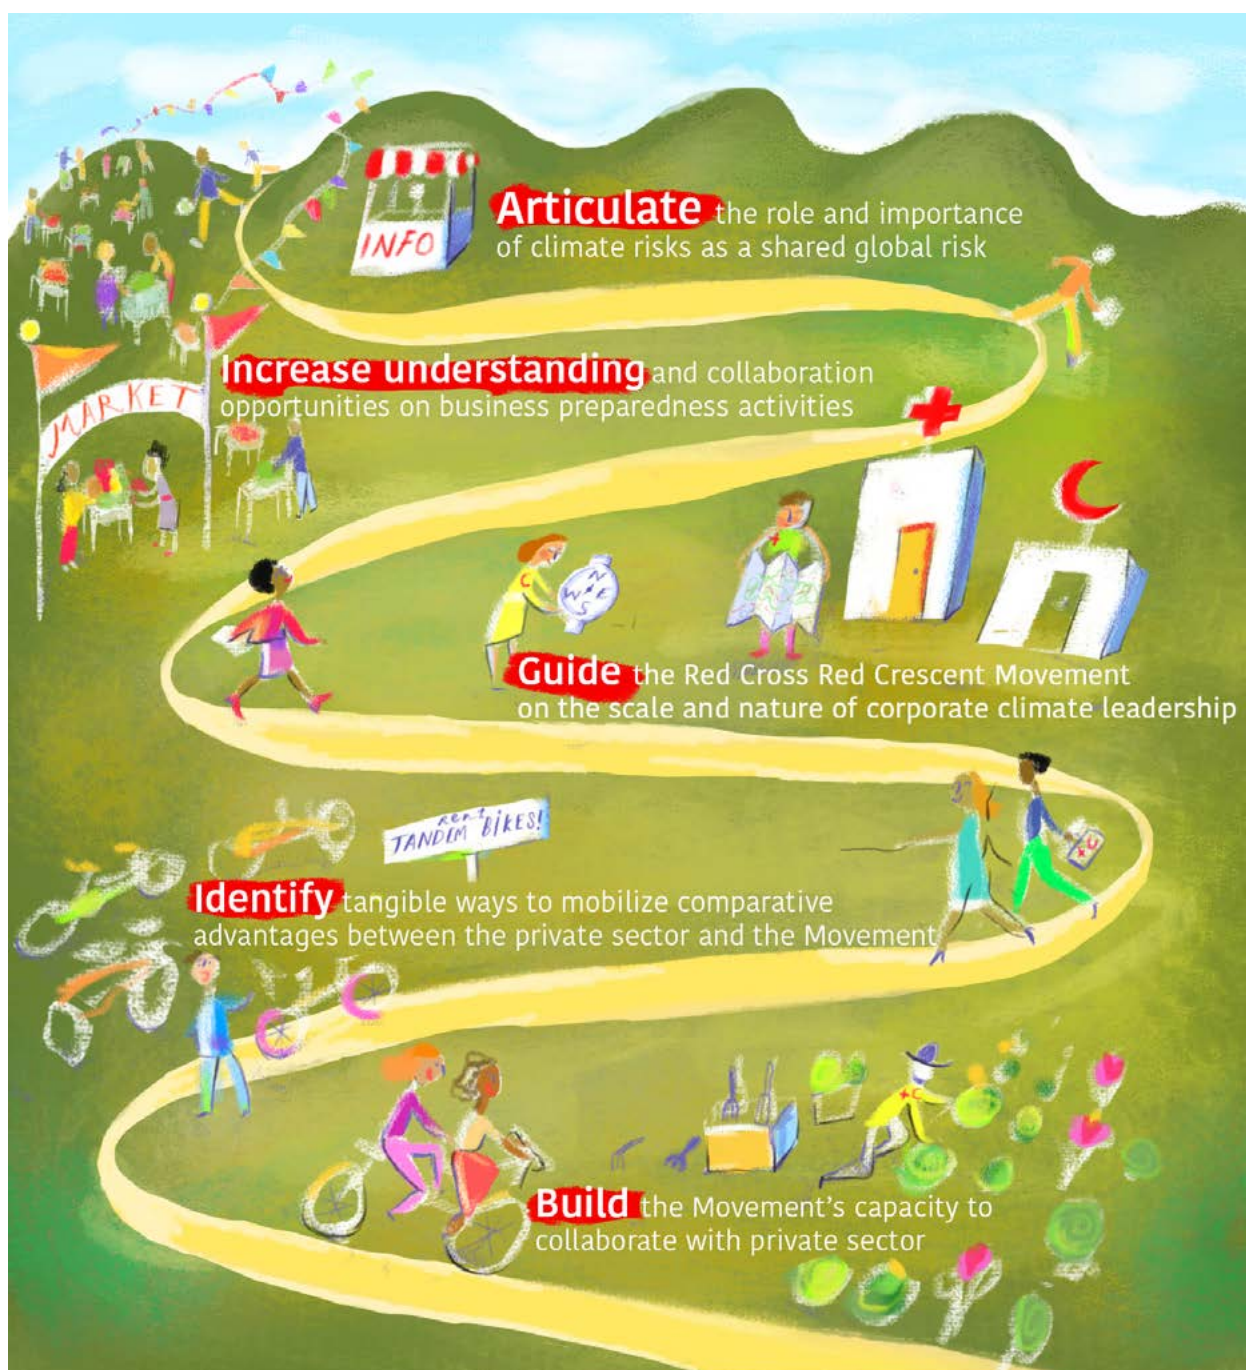 INFO
Articulate the role and importance
of climate risks as a shared global risk
MARKET
Increase understanding and collaboration
opportunities on business preparedness activities
N
W E
S
Guide the Red Cross Red Crescent Movement
on the scale and nature of corporate climate leadership
Rent
TANDEM BIKES!
Identify tangible ways to mobilize comparative
advantages between the private sector and the Movement
Build the Movement's capacity to
collaborate with private sector